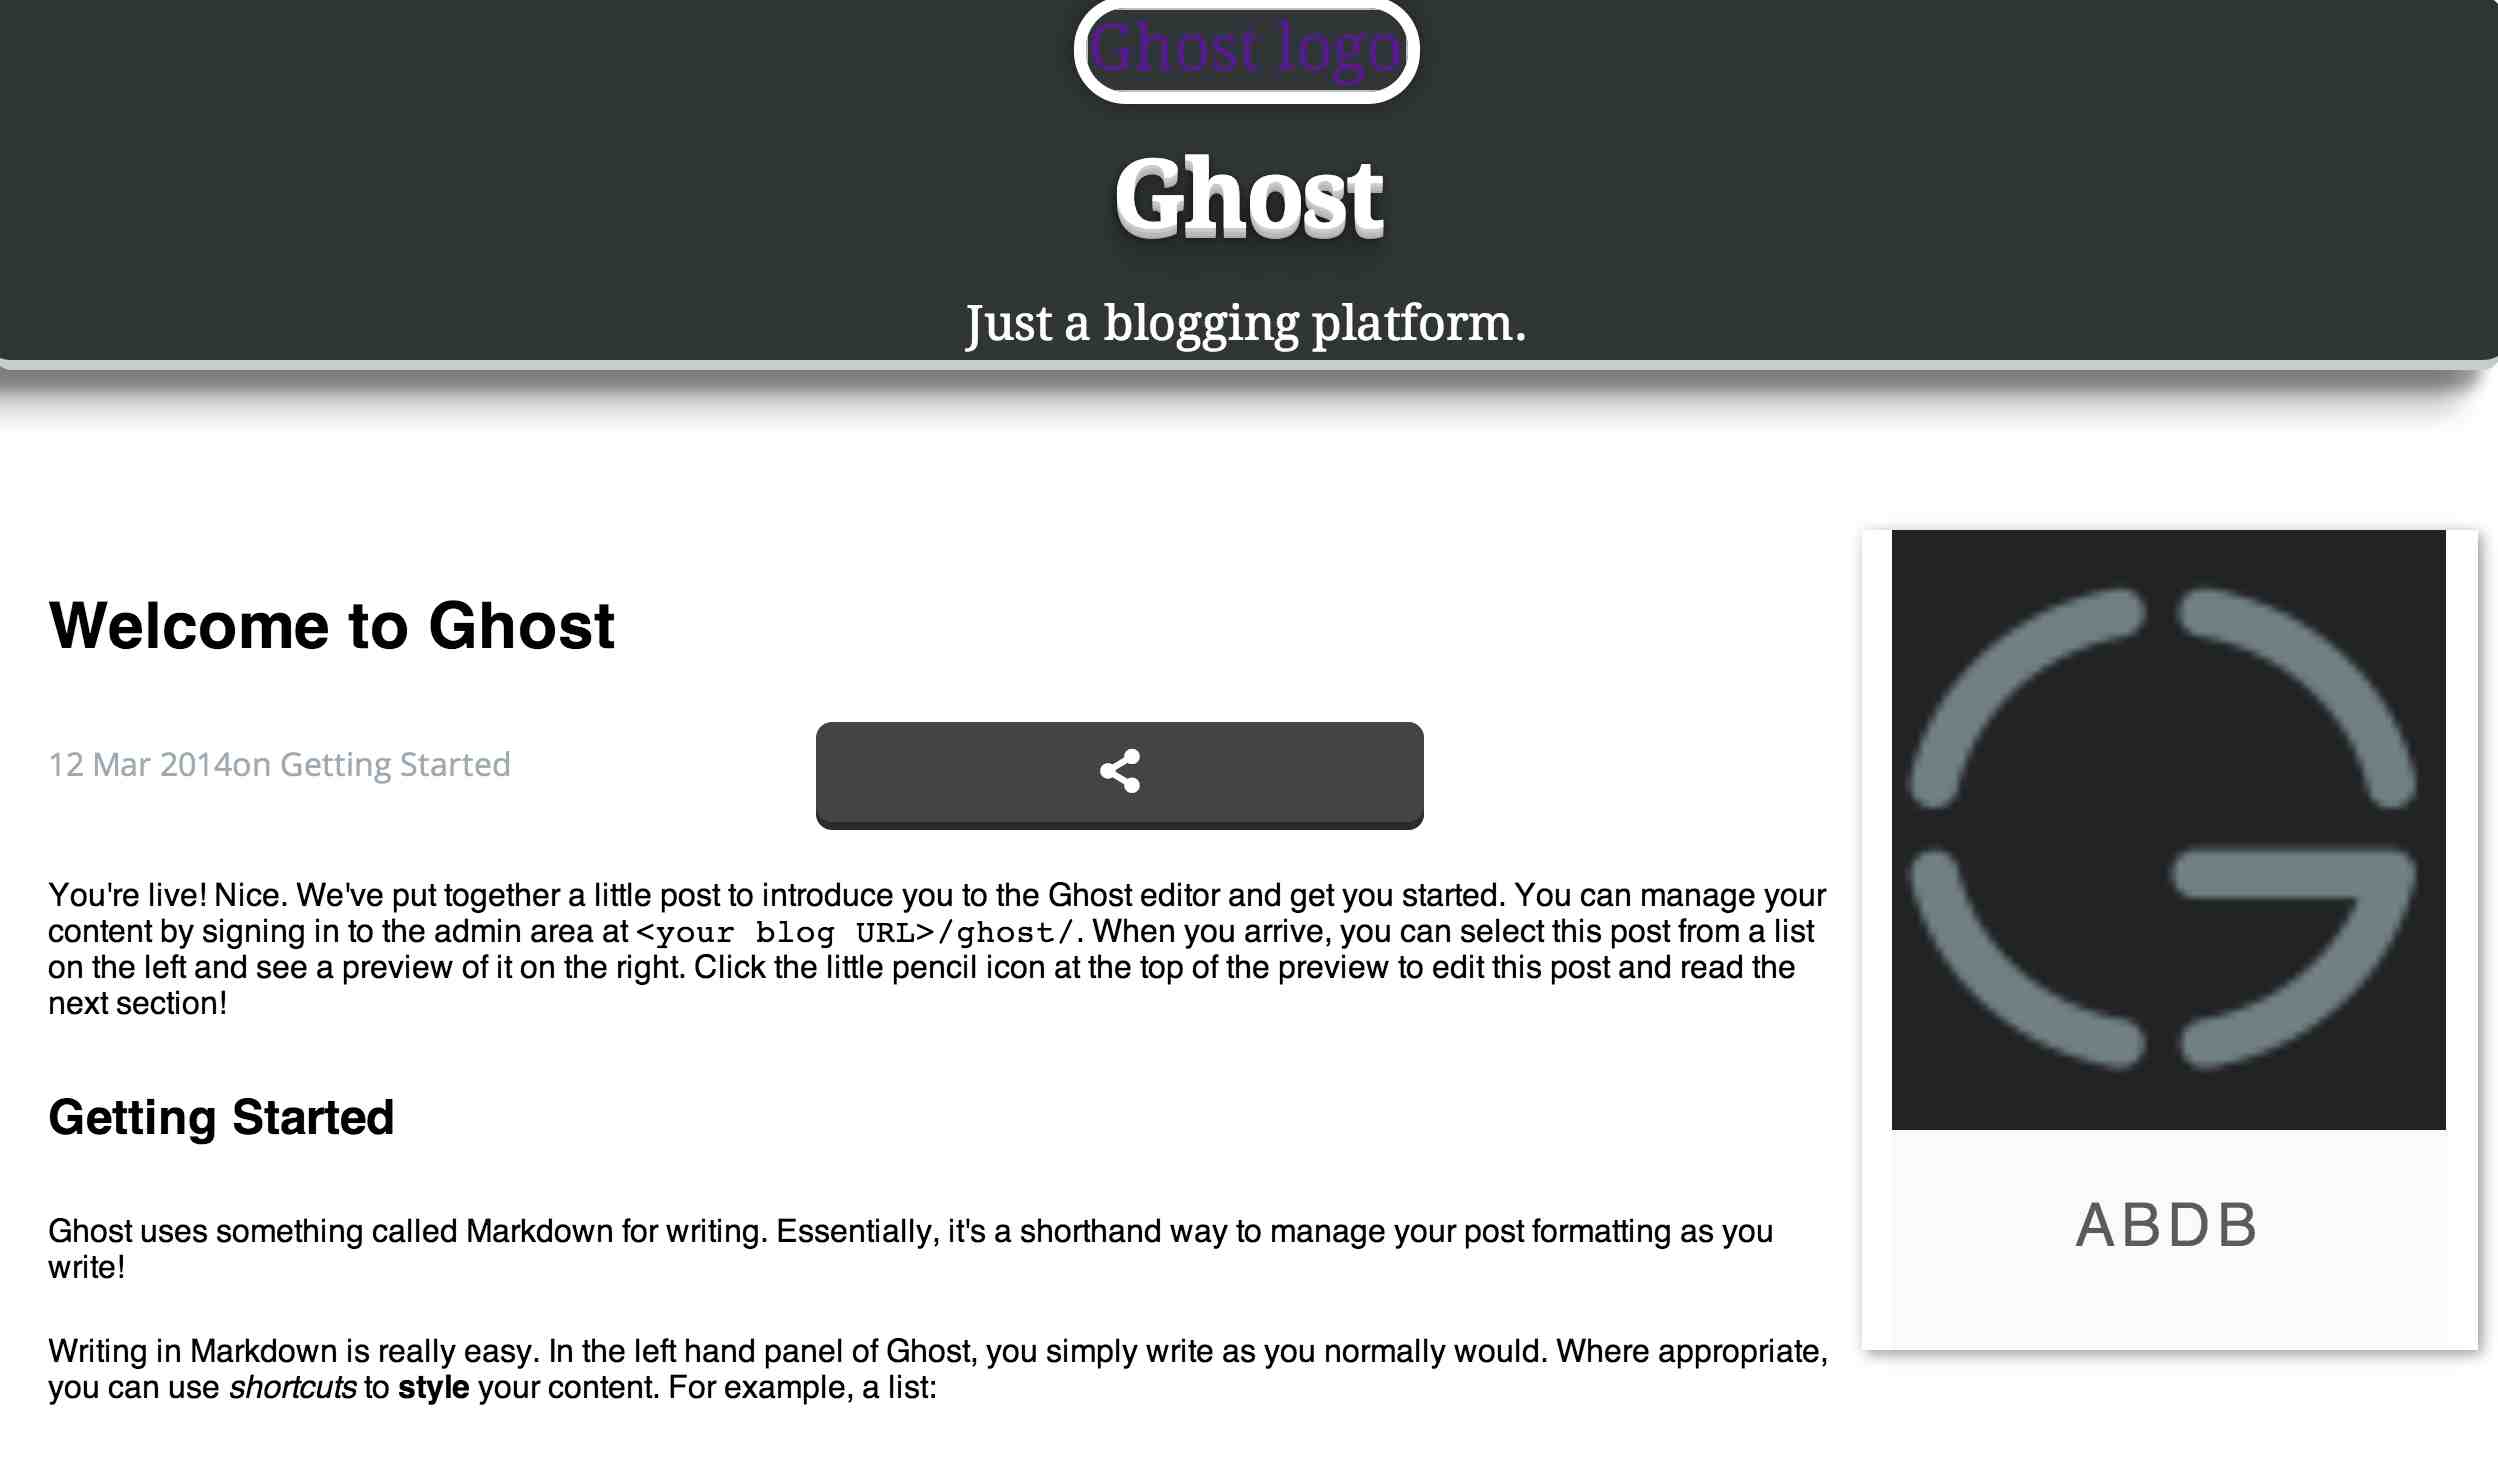 Ghost logo
Ghost
Just a blogging platform.
Welcome to Ghost
12 Mar 2014on Getting Started
You're live! Nice. We've put together a little post to introduce you to the Ghost editor and get you started. You can manage your
content by signing in to the admin area at <your blog URL>/ghost/. When you arrive, you can select this post from a list
on the left and see a preview of it on the right. Click the little pencil icon at the top of the preview to edit this post and read the
next section!
Getting Started
Ghost uses something called Markdown for writing. Essentially, it's a shorthand way to manage your post formatting as you
write!
Writing in Markdown is really easy. In the left hand panel of Ghost, you simply write as you normally would. Where appropriate,
you can use shortcuts to style your content. For example, a list:
ABDB